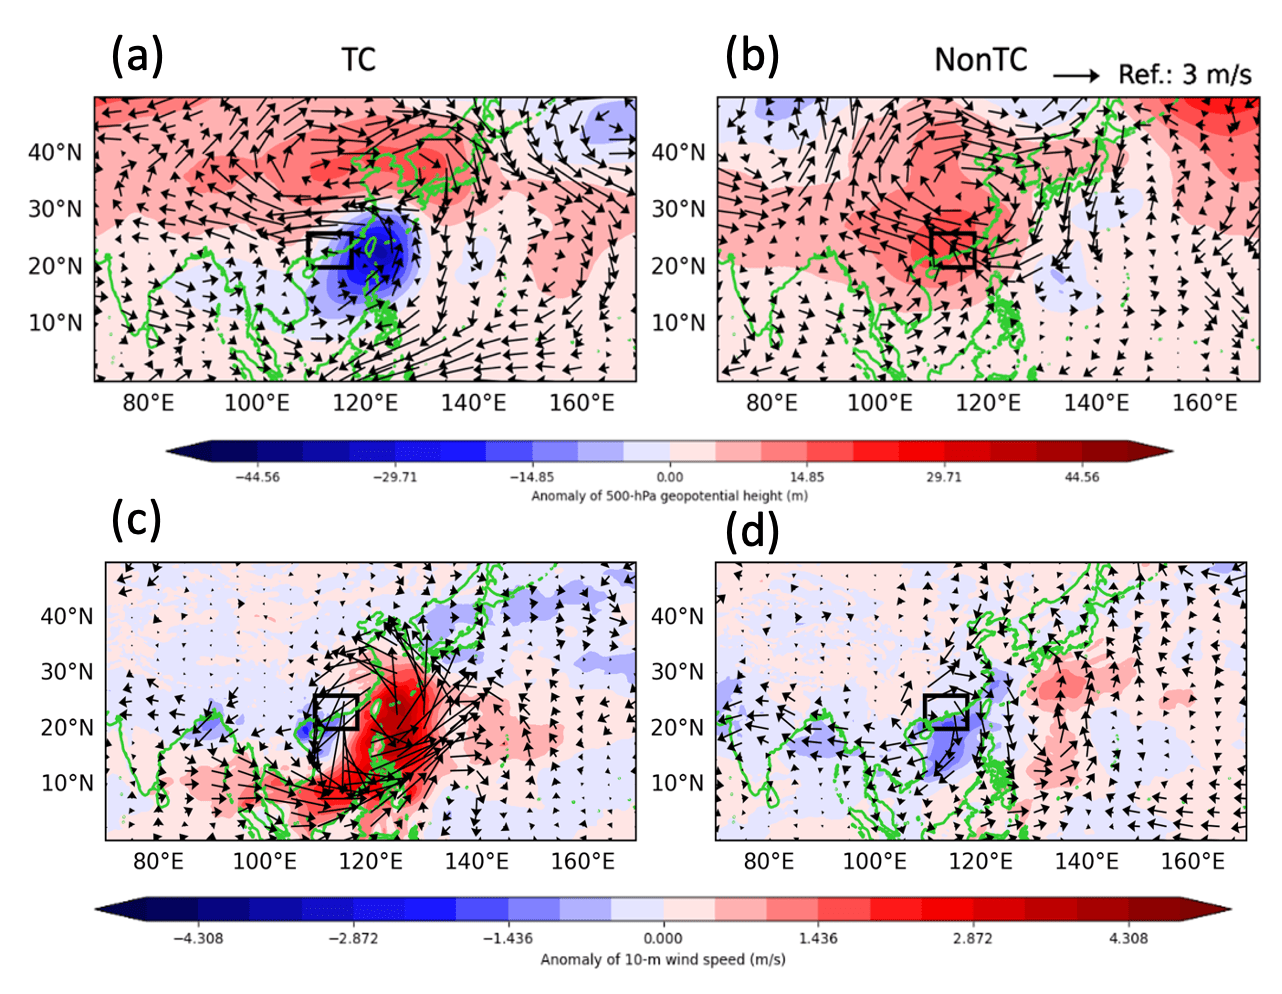 (a) TC (b) NonTC Ref.: 3 m/s
40°N 40°N
30°N 30°N
20°N 20°N
10°N 10°N
80°E 100°E 120°E 140°E 160°E 80°E 100°E 120°E 140°E 160°E
−44.56 −29.71 −14.85 0.00 14.85 29.71 44.56
Anomaly of 500-hPa geopotential height (m)
(c) (d)
40°N 40°N
30°N 30°N
20°N 20°N
10°N 10°N
80°E 100°E 120°E 140°E 160°E 80°E 100°E 120°E 140°E 160°E
−4.308 −2.872 −1.436 0.000 1.436 2.872 4.308
Anomaly of 10-m wind speed (m/s)